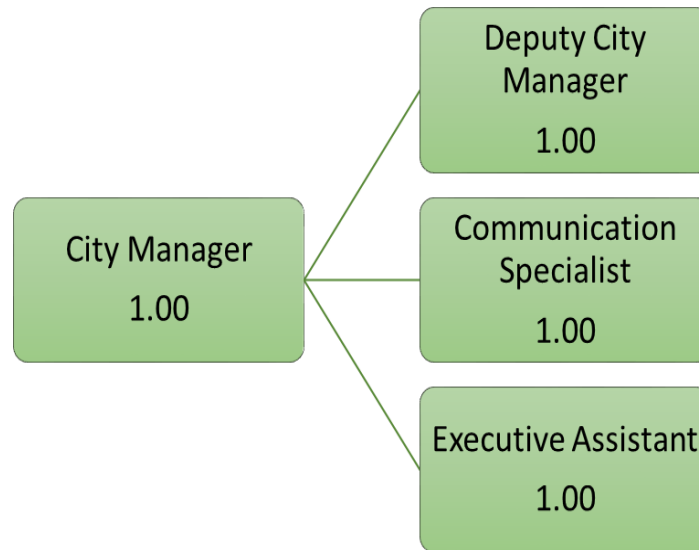 City Manager
1.00
Deputy City
Manager
1.00
Communication
Specialist
1.00
Executive Assistant
1.00